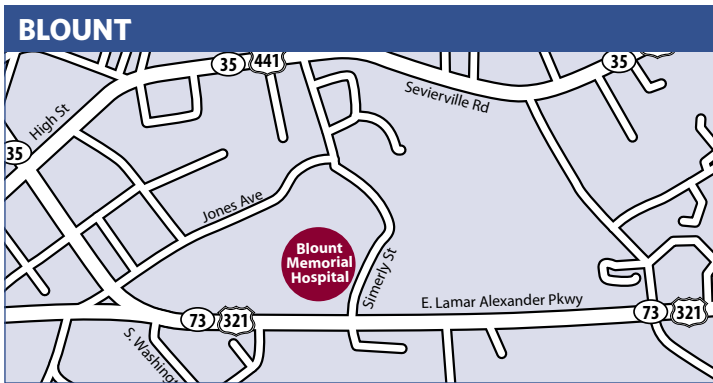 BLOUNT
35
441
35
Sevierville Rd
High St
35
Jones Ave
Blount
Memorial
Hospital
Simerly St
E. Lamar Alexander Pkwy
73
321
73
321